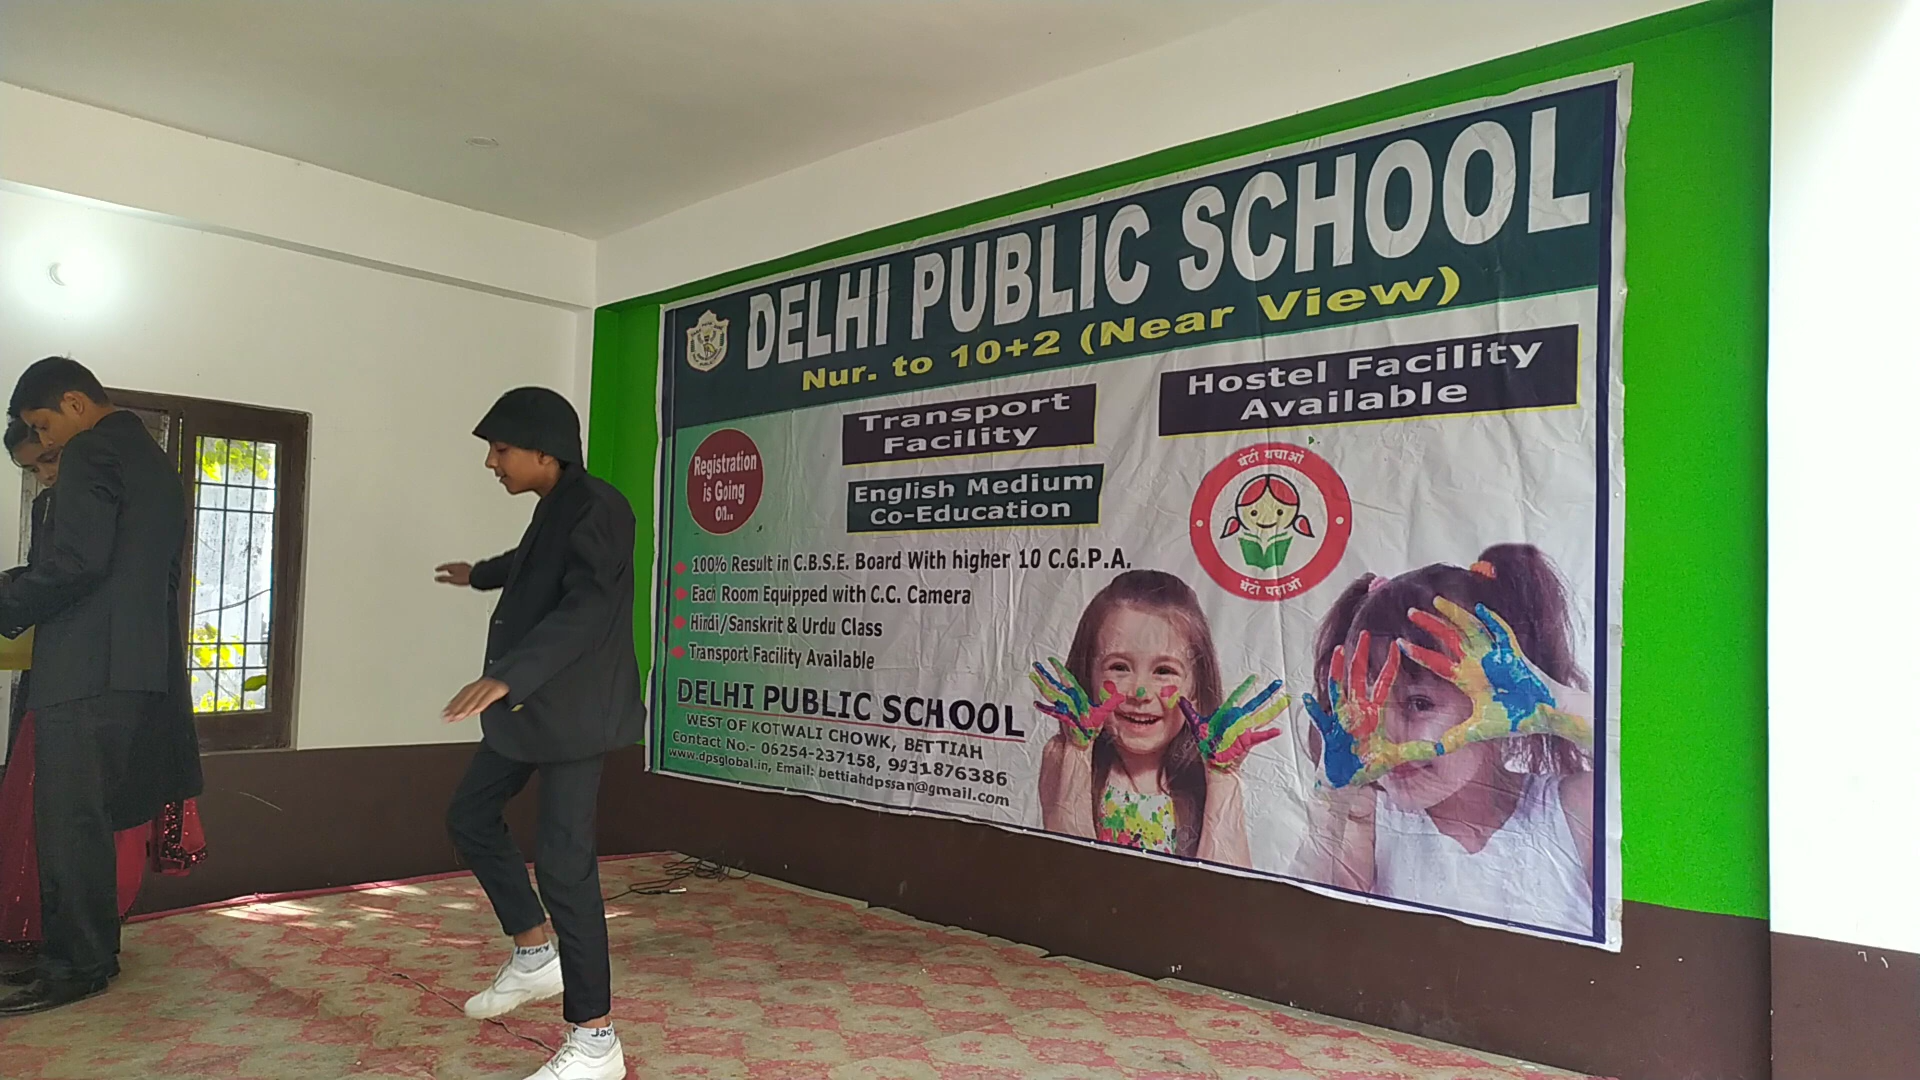 DELHI PUBLIC SCHOOL
Nur. to 10+2 (Near View)
Transport
Facility
Hostel Facility
Available
Registration
is Going
on..
English Medium
Co-Education
बेटी बचाओ
बेटी पढ़ाओ
100% Result in C.B.S.E. Board With higher 10 C.G.P.A.
Each Room Equipped with C.C. Camera
Hindi/Sanskrit & Urdu Class
Transport Facility Available
DELHI PUBLIC SCHOOL
WEST OF KOTWALI CHOWK, BETTIAH
Contact No.- 06254-237158, 9931876386
www.dpsglobal.in, Email: bettiahdpssan@gmail.com
Jacky
Jac